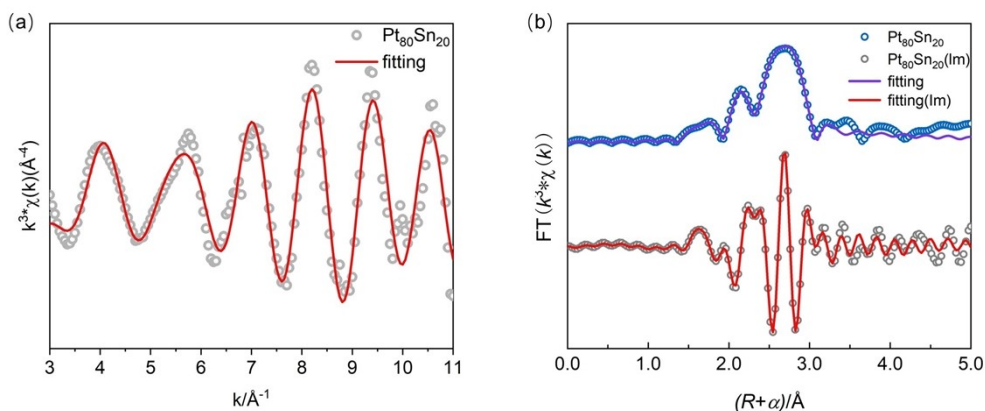 (a)
Pt80Sn20
fitting
k3*χ(k)(Å-4)
3 4 5 6 7 8 9 10 11
k/Å-1
(b)
Pt80Sn20
Pt80Sn20(Im)
fitting
fitting(Im)
FT(k3*χ(k)
0.0 1.0 2.0 3.0 4.0 5.0
(R+α)/Å